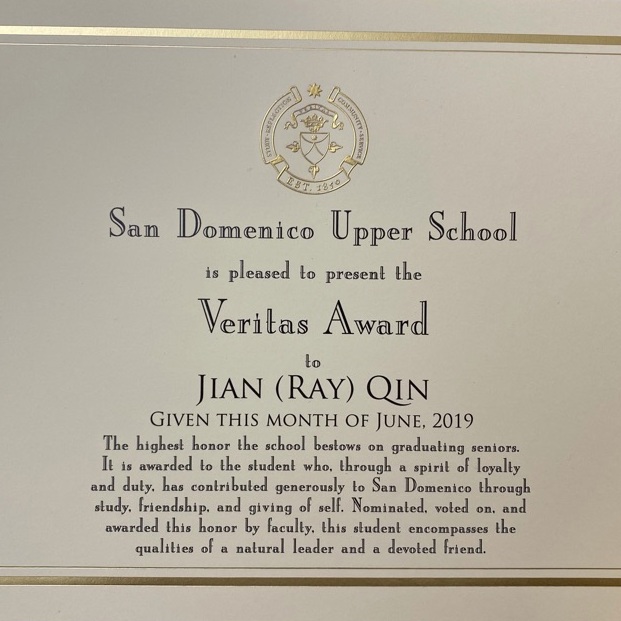 STUDY · REFLECTION
COMMUNITY · SERVICE
VERITAS
EST. 1850
San Domenico Upper School
is pleased to present the
Veritas Award
to
JIAN (RAY) QIN
GIVEN THIS MONTH OF JUNE, 2019
The highest honor the school bestows on graduating seniors.
It is awarded to the student who, through a spirit of loyalty
and duty, has contributed generously to San Domenico through
study, friendship, and giving of self. Nominated, voted on, and
awarded this honor by faculty, this student encompasses the
qualities of a natural leader and a devoted friend.